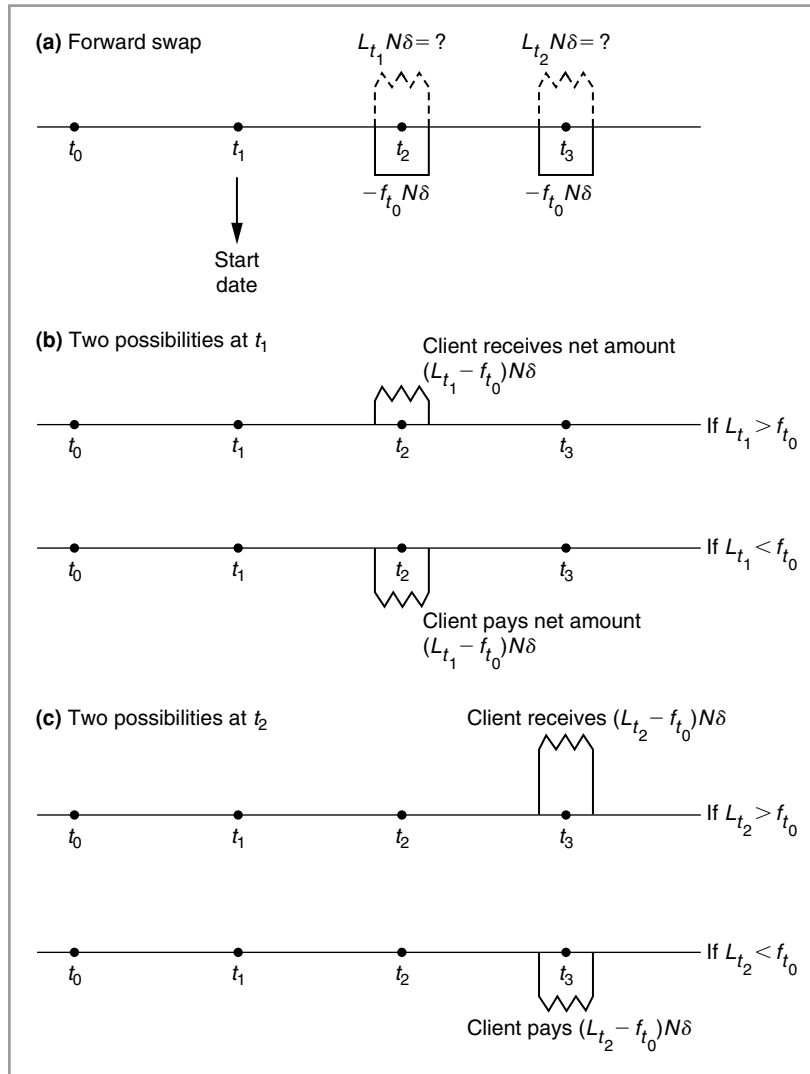 (a) Forward swap
L_{t_1}Nδ = ? L_{t_2}Nδ = ?
t_0 t_1 t_2 t_3
−f_{t_0}Nδ −f_{t_0}Nδ
Start
date
(b) Two possibilities at t_1
Client receives net amount
(L_{t_1} − f_{t_0})Nδ
If L_{t_1} > f_{t_0}
t_0 t_1 t_2 t_3
If L_{t_1} < f_{t_0}
t_0 t_1 t_2 t_3
Client pays net amount
(L_{t_1} − f_{t_0})Nδ
(c) Two possibilities at t_2
Client receives (L_{t_2} − f_{t_0})Nδ
If L_{t_2} > f_{t_0}
t_0 t_1 t_2 t_3
If L_{t_2} < f_{t_0}
t_0 t_1 t_2 t_3
Client pays (L_{t_2} − f_{t_0})Nδ